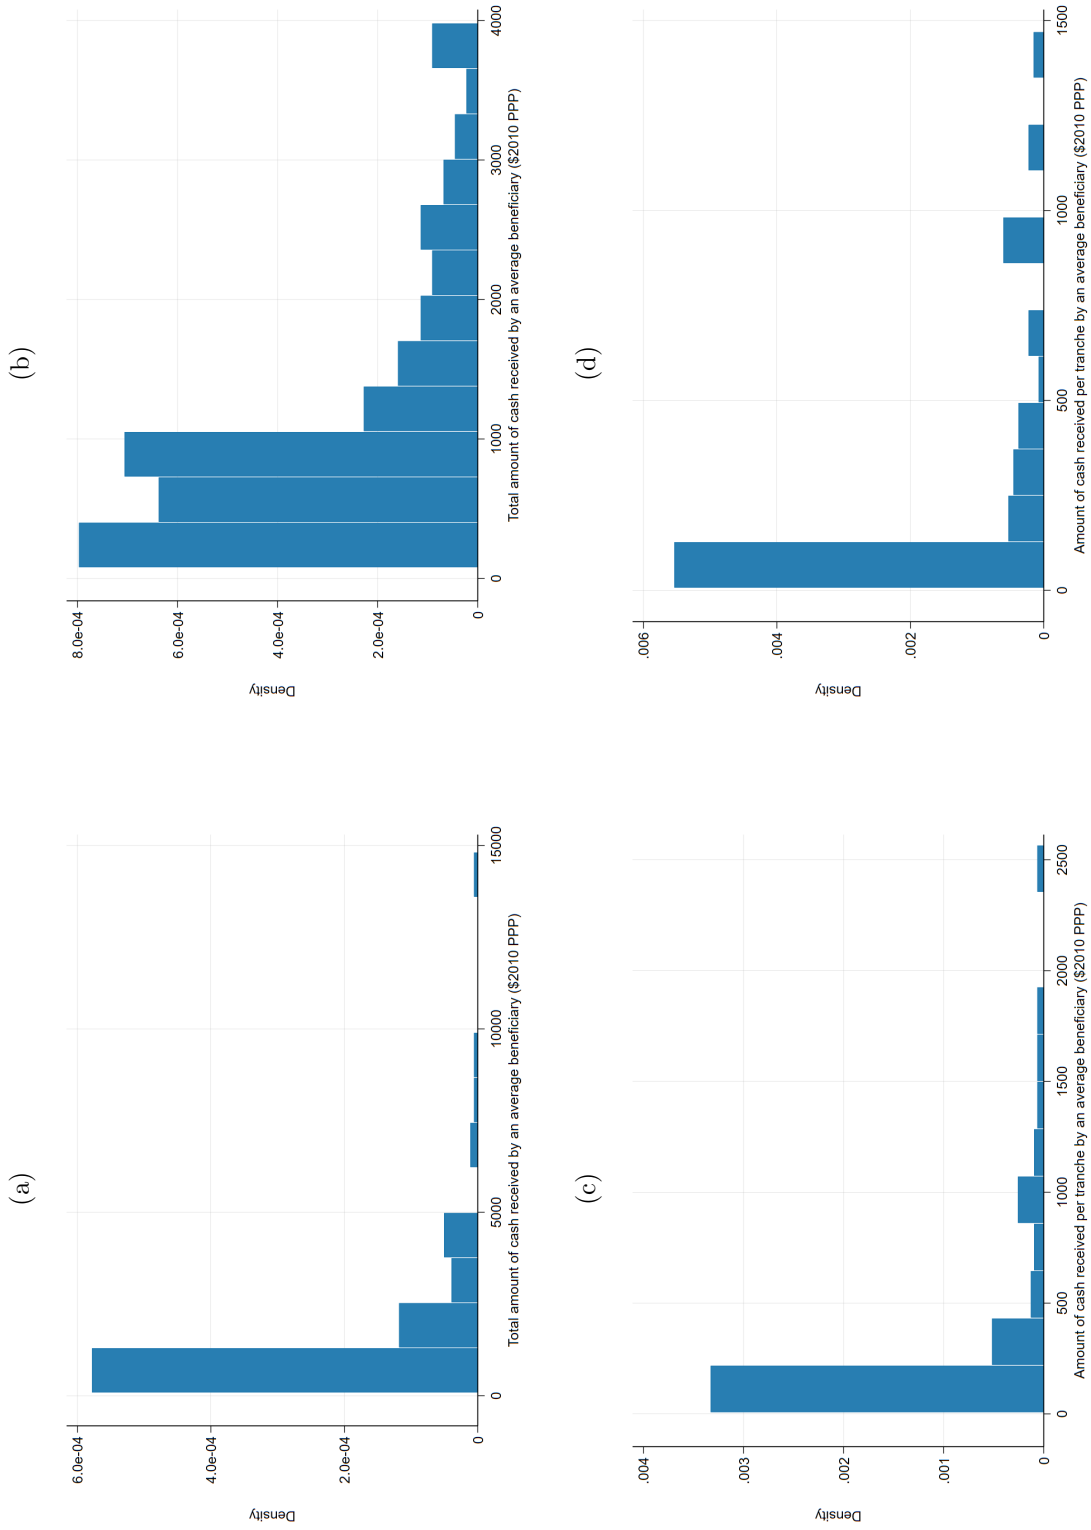 (a)
Density
6.0e-04
4.0e-04
2.0e-04
0
0
5000
10000
15000
Total amount of cash received by an average beneficiary ($2010 PPP)
(b)
Density
8.0e-04
6.0e-04
4.0e-04
2.0e-04
0
0
1000
2000
3000
4000
Total amount of cash received by an average beneficiary ($2010 PPP)
(c)
Density
.004
.003
.002
.001
0
0
500
1000
1500
2000
2500
Amount of cash received per tranche by an average beneficiary ($2010 PPP)
(d)
Density
.006
.004
.002
0
0
500
1000
1500
Amount of cash received per tranche by an average beneficiary ($2010 PPP)